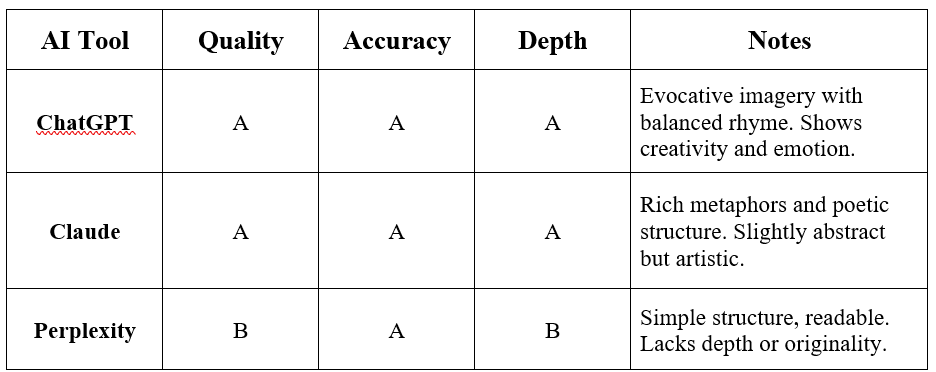 AI Tool Quality Accuracy Depth Notes
ChatGPT A A A Evocative imagery with
balanced rhyme. Shows
creativity and emotion.
Claude A A A Rich metaphors and poetic
structure. Slightly abstract
but artistic.
Perplexity B A B Simple structure, readable.
Lacks depth or originality.